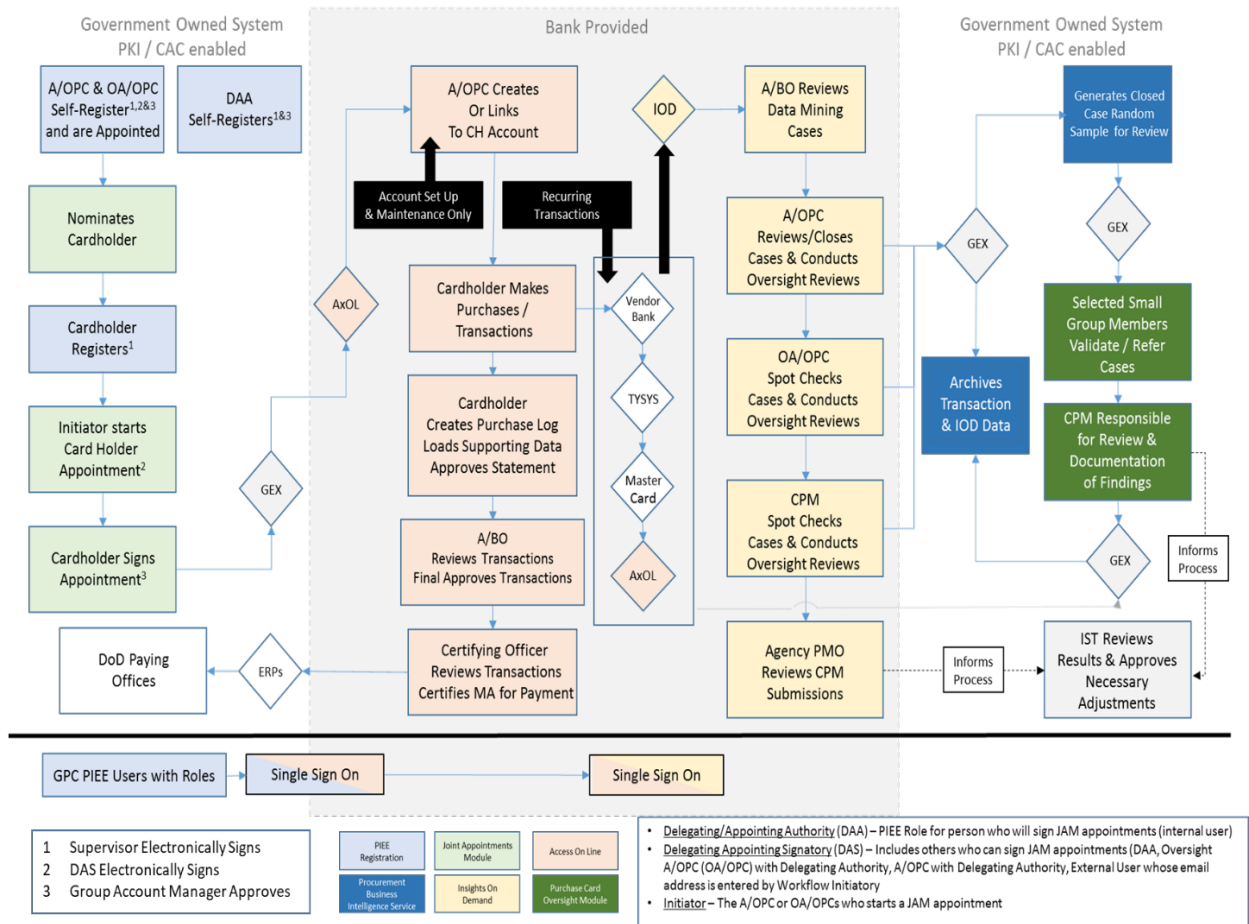 Government Owned System
PKI / CAC enabled
Bank Provided
Government Owned System
PKI / CAC enabled
A/OPC & OA/OPC
Self-Register1,2&3
and are Appointed
DAA
Self-Registers1&3
Nominates
Cardholder
Cardholder
Registers1
Initiator starts
Card Holder
Appointment2
Cardholder Signs
Appointment3
GEX
AxOL
A/OPC Creates
Or Links
To CH Account
Account Set Up
& Maintenance Only
Recurring
Transactions
Cardholder Makes
Purchases /
Transactions
Cardholder
Creates Purchase Log
Loads Supporting Data
Approves Statement
A/BO
Reviews Transactions
Final Approves Transactions
Certifying Officer
Reviews Transactions
Certifies MA for Payment
ERPs
DoD Paying
Offices
Vendor
Bank
TYSYS
Master
Card
AxOL
IOD
A/BO Reviews
Data Mining
Cases
A/OPC
Reviews/Closes
Cases & Conducts
Oversight Reviews
OA/OPC
Spot Checks
Cases & Conducts
Oversight Reviews
CPM
Spot Checks
Cases & Conducts
Oversight Reviews
Agency PMO
Reviews CPM
Submissions
GEX
Archives
Transaction
& IOD Data
Generates Closed
Case Random
Sample for Review
GEX
Selected Small
Group Members
Validate / Refer
Cases
CPM Responsible
for Review &
Documentation
of Findings
GEX
Informs
Process
Informs
Process
IST Reviews
Results & Approves
Necessary
Adjustments
GPC PIEE Users with Roles
Single Sign On
Single Sign On
1 Supervisor Electronically Signs
2 DAS Electronically Signs
3 Group Account Manager Approves
PIEE
Registration
Joint Appointments
Module
Access On Line
Procurement
Business
Intelligence Service
Insights On
Demand
Purchase Card
Oversight Module
• Delegating/Appointing Authority (DAA) – PIEE Role for person who will sign JAM appointments (internal user)
• Delegating Appointing Signatory (DAS) – Includes others who can sign JAM appointments (DAA, Oversight
A/OPC (OA/OPC) with Delegating Authority, A/OPC with Delegating Authority, External User whose email
address is entered by Workflow Initiatory
• Initiator – The A/OPC or OA/OPCs who starts a JAM appointment